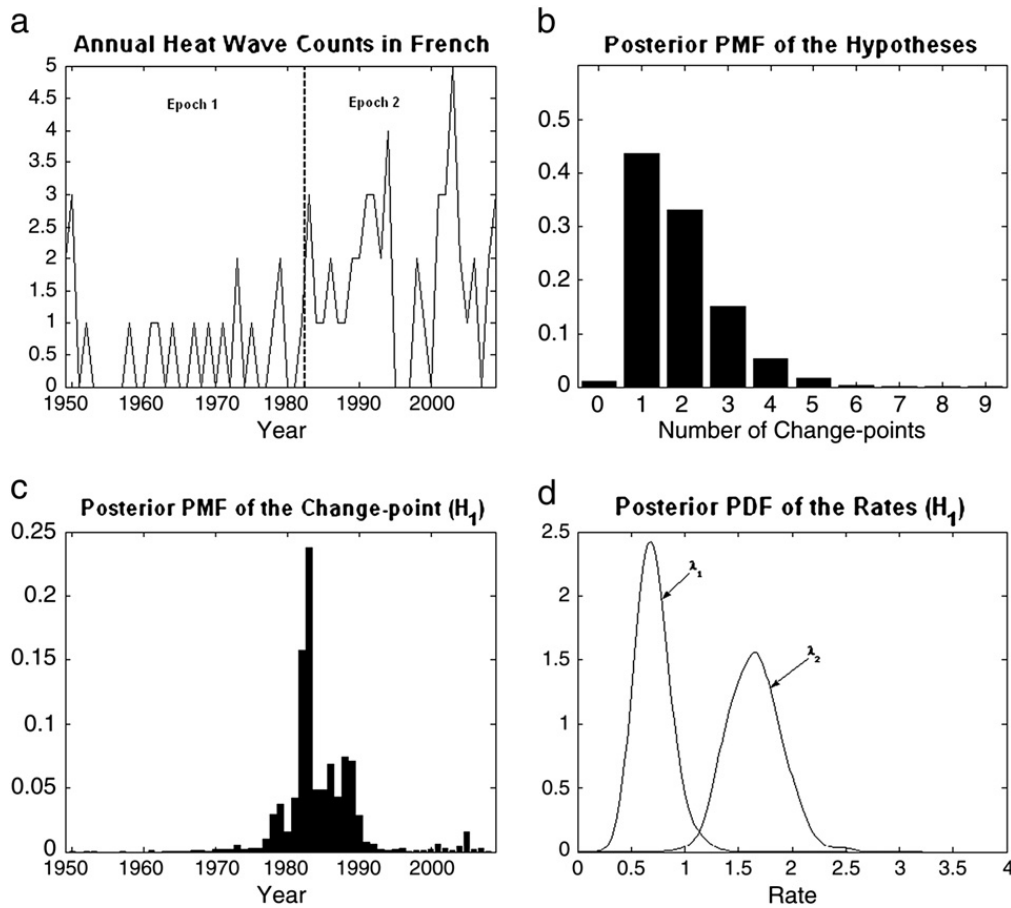 a
Annual Heat Wave Counts in French
5
4.5
4
3.5
3
2.5
2
1.5
1
0.5
0
Epoch 1
Epoch 2
1950 1960 1970 1980 1990 2000
Year
b
Posterior PMF of the Hypotheses
0.5
0.4
0.3
0.2
0.1
0
0 1 2 3 4 5 6 7 8 9
Number of Change-points
c
Posterior PMF of the Change-point (H₁)
0.25
0.2
0.15
0.1
0.05
0
1950 1960 1970 1980 1990 2000
Year
d
Posterior PDF of the Rates (H₁)
2.5
2
1.5
1
0.5
0
λ₁
λ₂
0 0.5 1 1.5 2 2.5 3 3.5 4
Rate